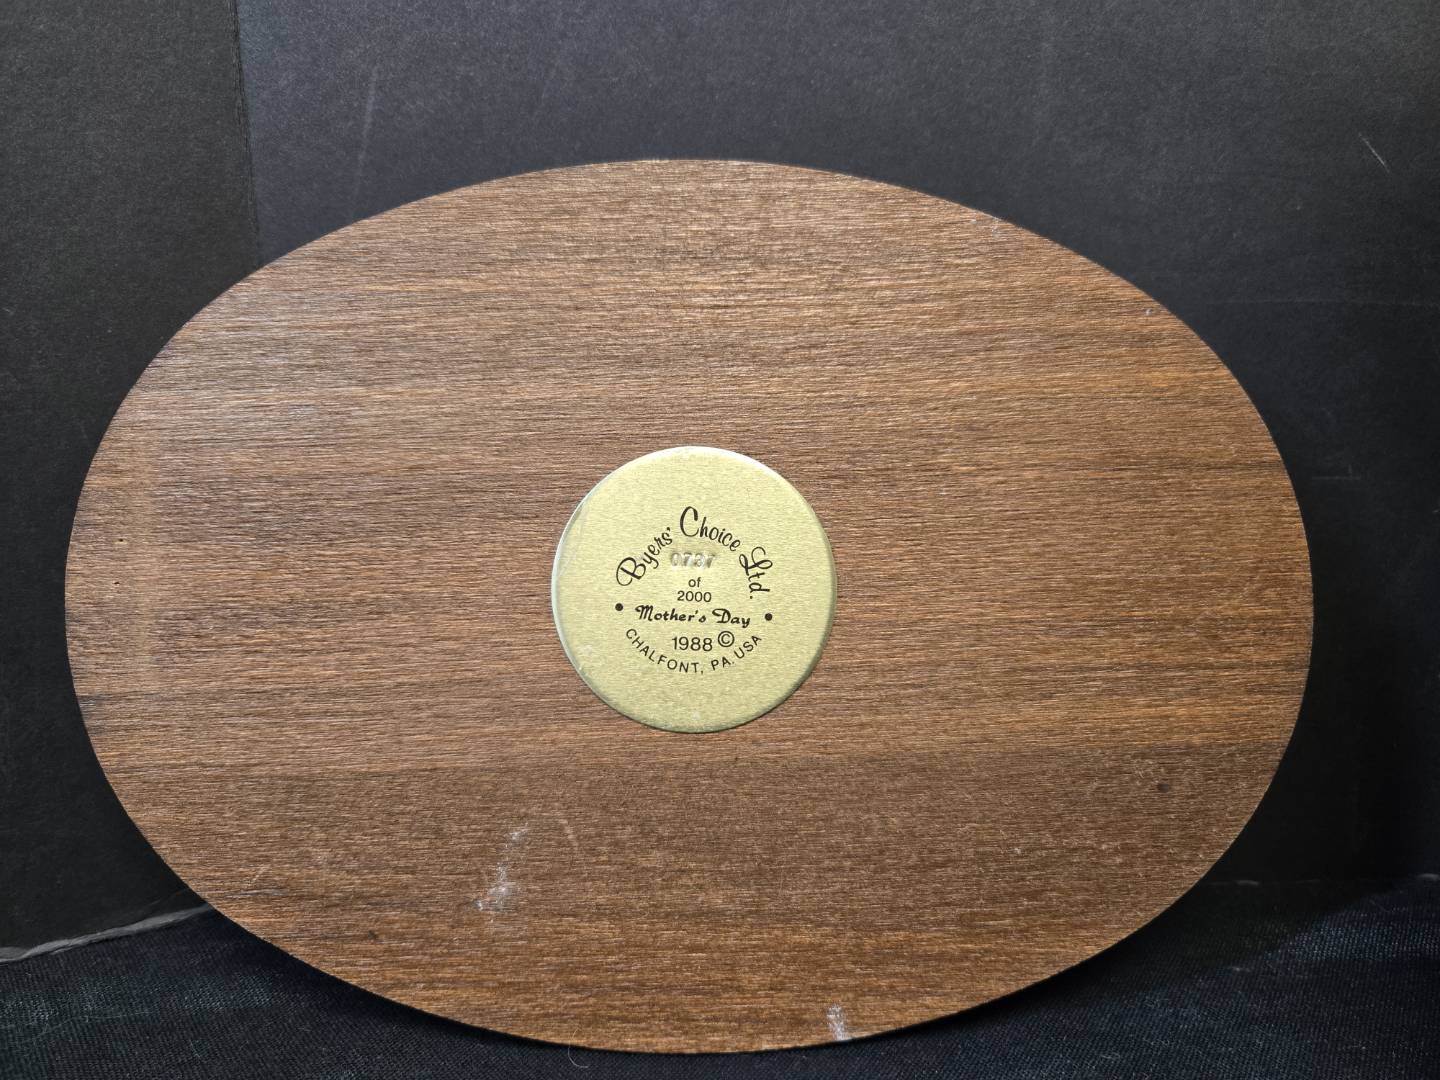 Byers' Choice Ltd.
0737
of
2000
• Mother's Day •
1988 ©
CHALFONT, PA. USA